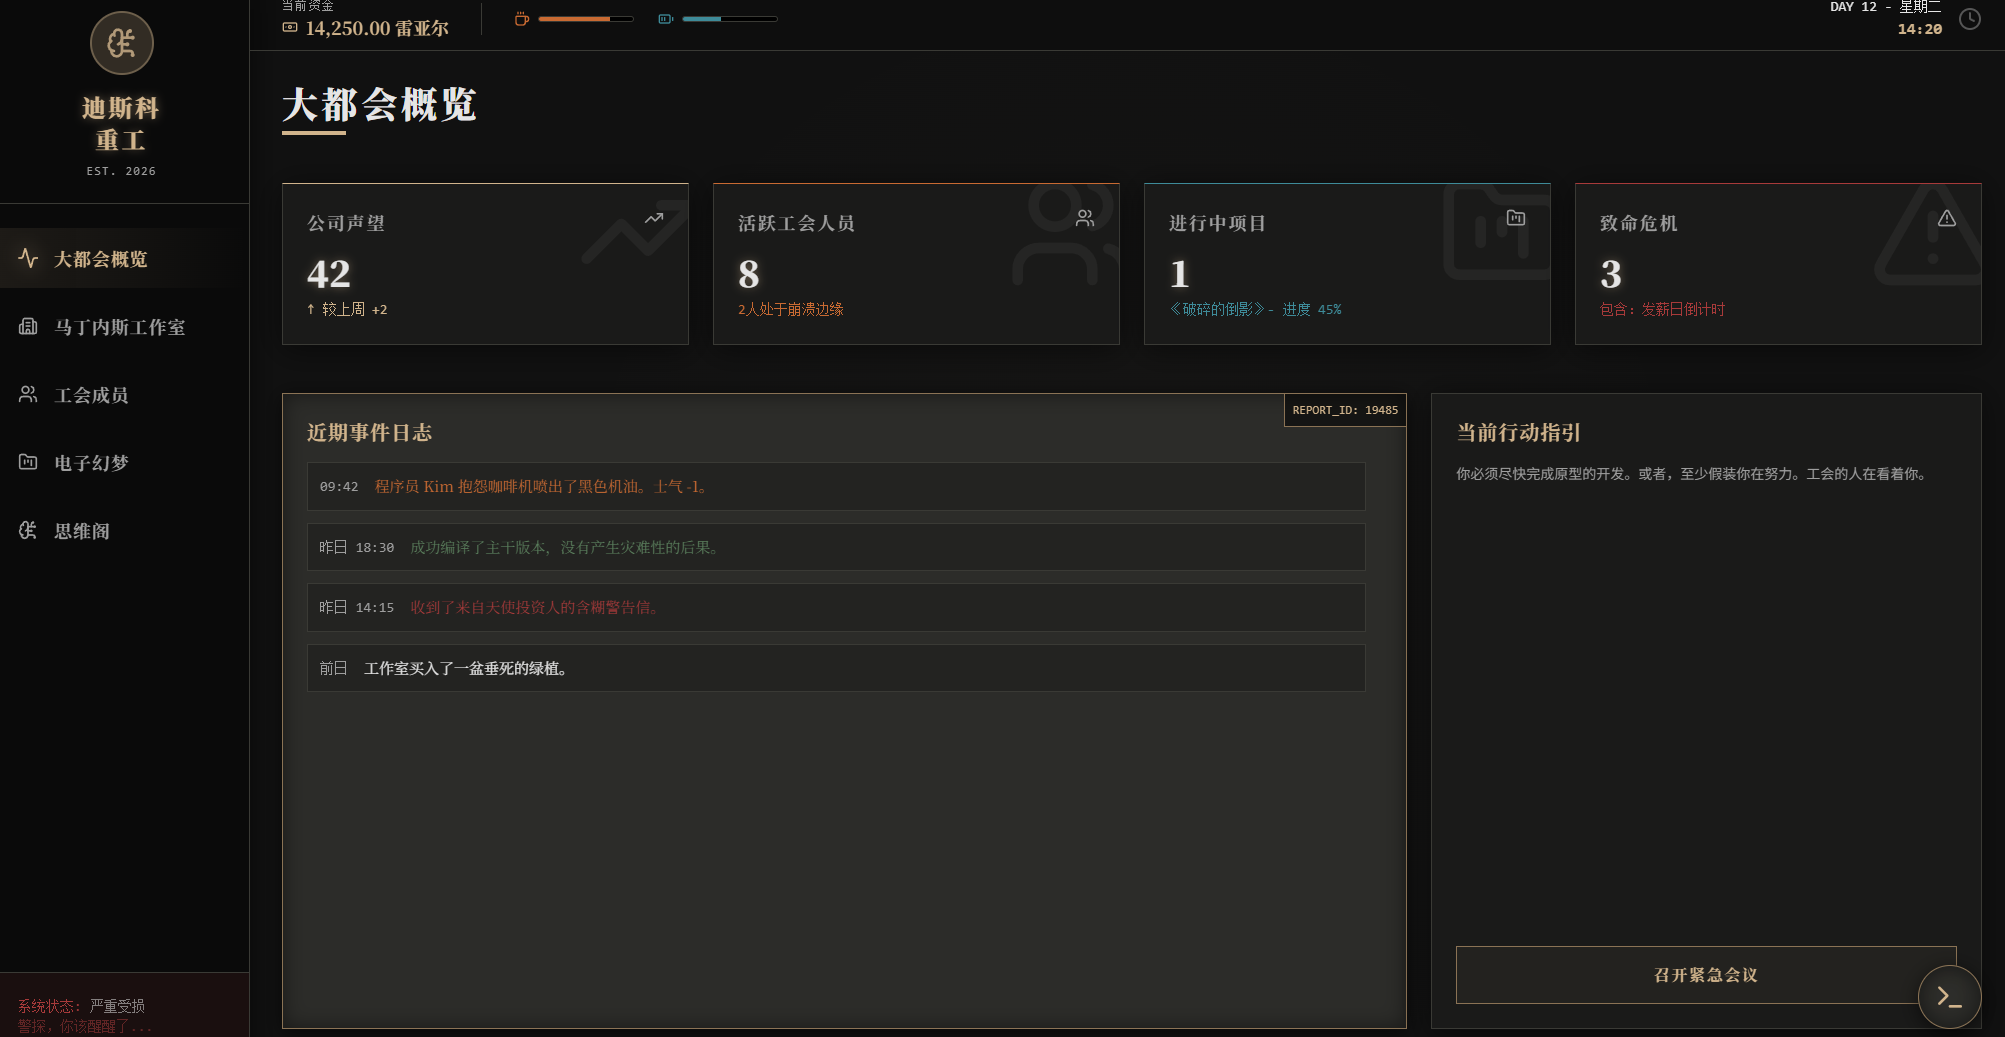 迪斯科
重工
EST. 2026
大都会概览
马丁内斯工作室
工会成员
电子幻梦
思维阁
系统状态: 严重受损
警探，你该醒醒了...
当前资金
14,250.00 雷亚尔
DAY 12 - 星期二
14:20
大都会概览
公司声望
42
↑ 较上周 +2
活跃工会人员
8
2人处于崩溃边缘
进行中项目
1
《破碎的倒影》- 进度 45%
致命危机
3
包含: 发薪日倒计时
近期事件日志
REPORT_ID: 19485
09:42 程序员 Kim 抱怨咖啡机喷出了黑色机油。士气 -1。
昨日 18:30 成功编译了主干版本，没有产生灾难性的后果。
昨日 14:15 收到了来自天使投资人的含糊警告信。
前日 工作室买入了一盆垂死的绿植。
当前行动指引
你必须尽快完成原型的开发。或者，至少假装你在努力。工会的人在看着你。
召开紧急会议